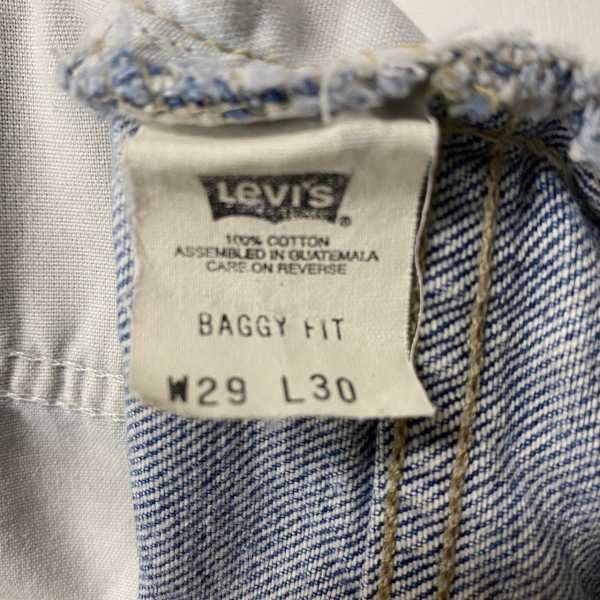 Levi's®
100% COTTON
ASSEMBLED IN GUATEMALA
CARE ON REVERSE
BAGGY FIT
W29 L30